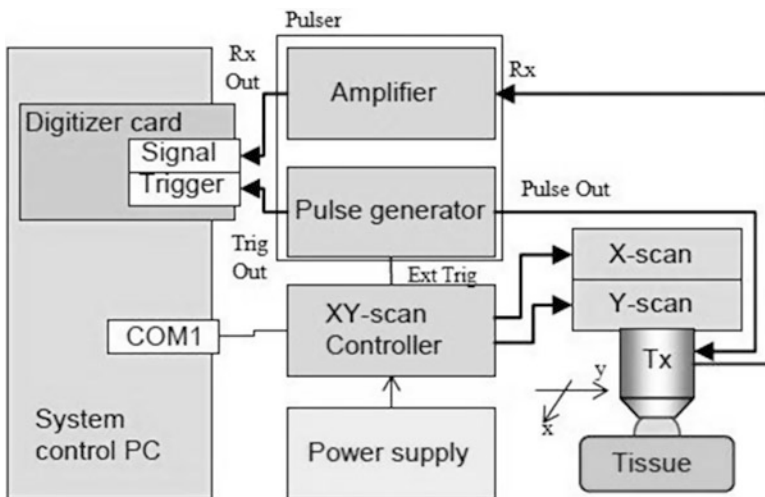 Pulser
Rx
Out
Amplifier
Rx
Digitizer card
Signal
Trigger
Pulse generator
Pulse Out
Trig
Out
Ext Trig
X-scan
Y-scan
XY-scan
Controller
COM1
Tx
y
x
System
control PC
Power supply
Tissue